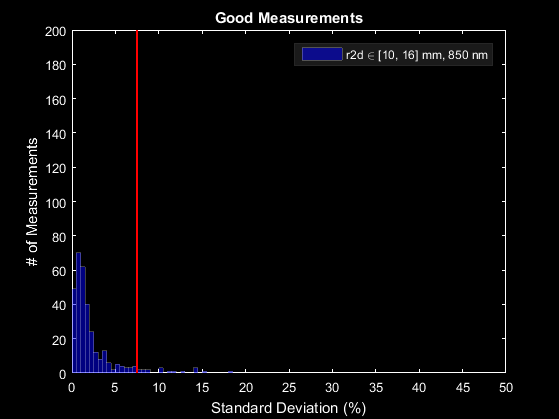 Good Measurements
r2d ∈ [10, 16] mm, 850 nm
# of Measurements
200
180
160
140
120
100
80
60
40
20
0
0 5 10 15 20 25 30 35 40 45 50
Standard Deviation (%)